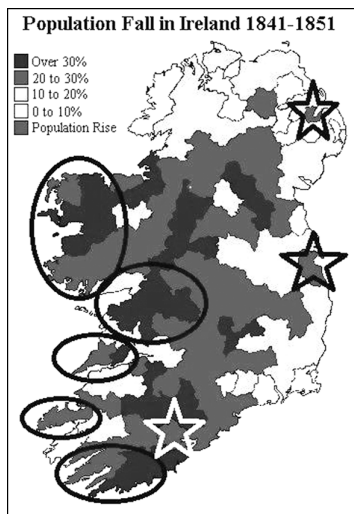 Population Fall in Ireland 1841-1851
Over 30%
20 to 30%
10 to 20%
0 to 10%
Population Rise